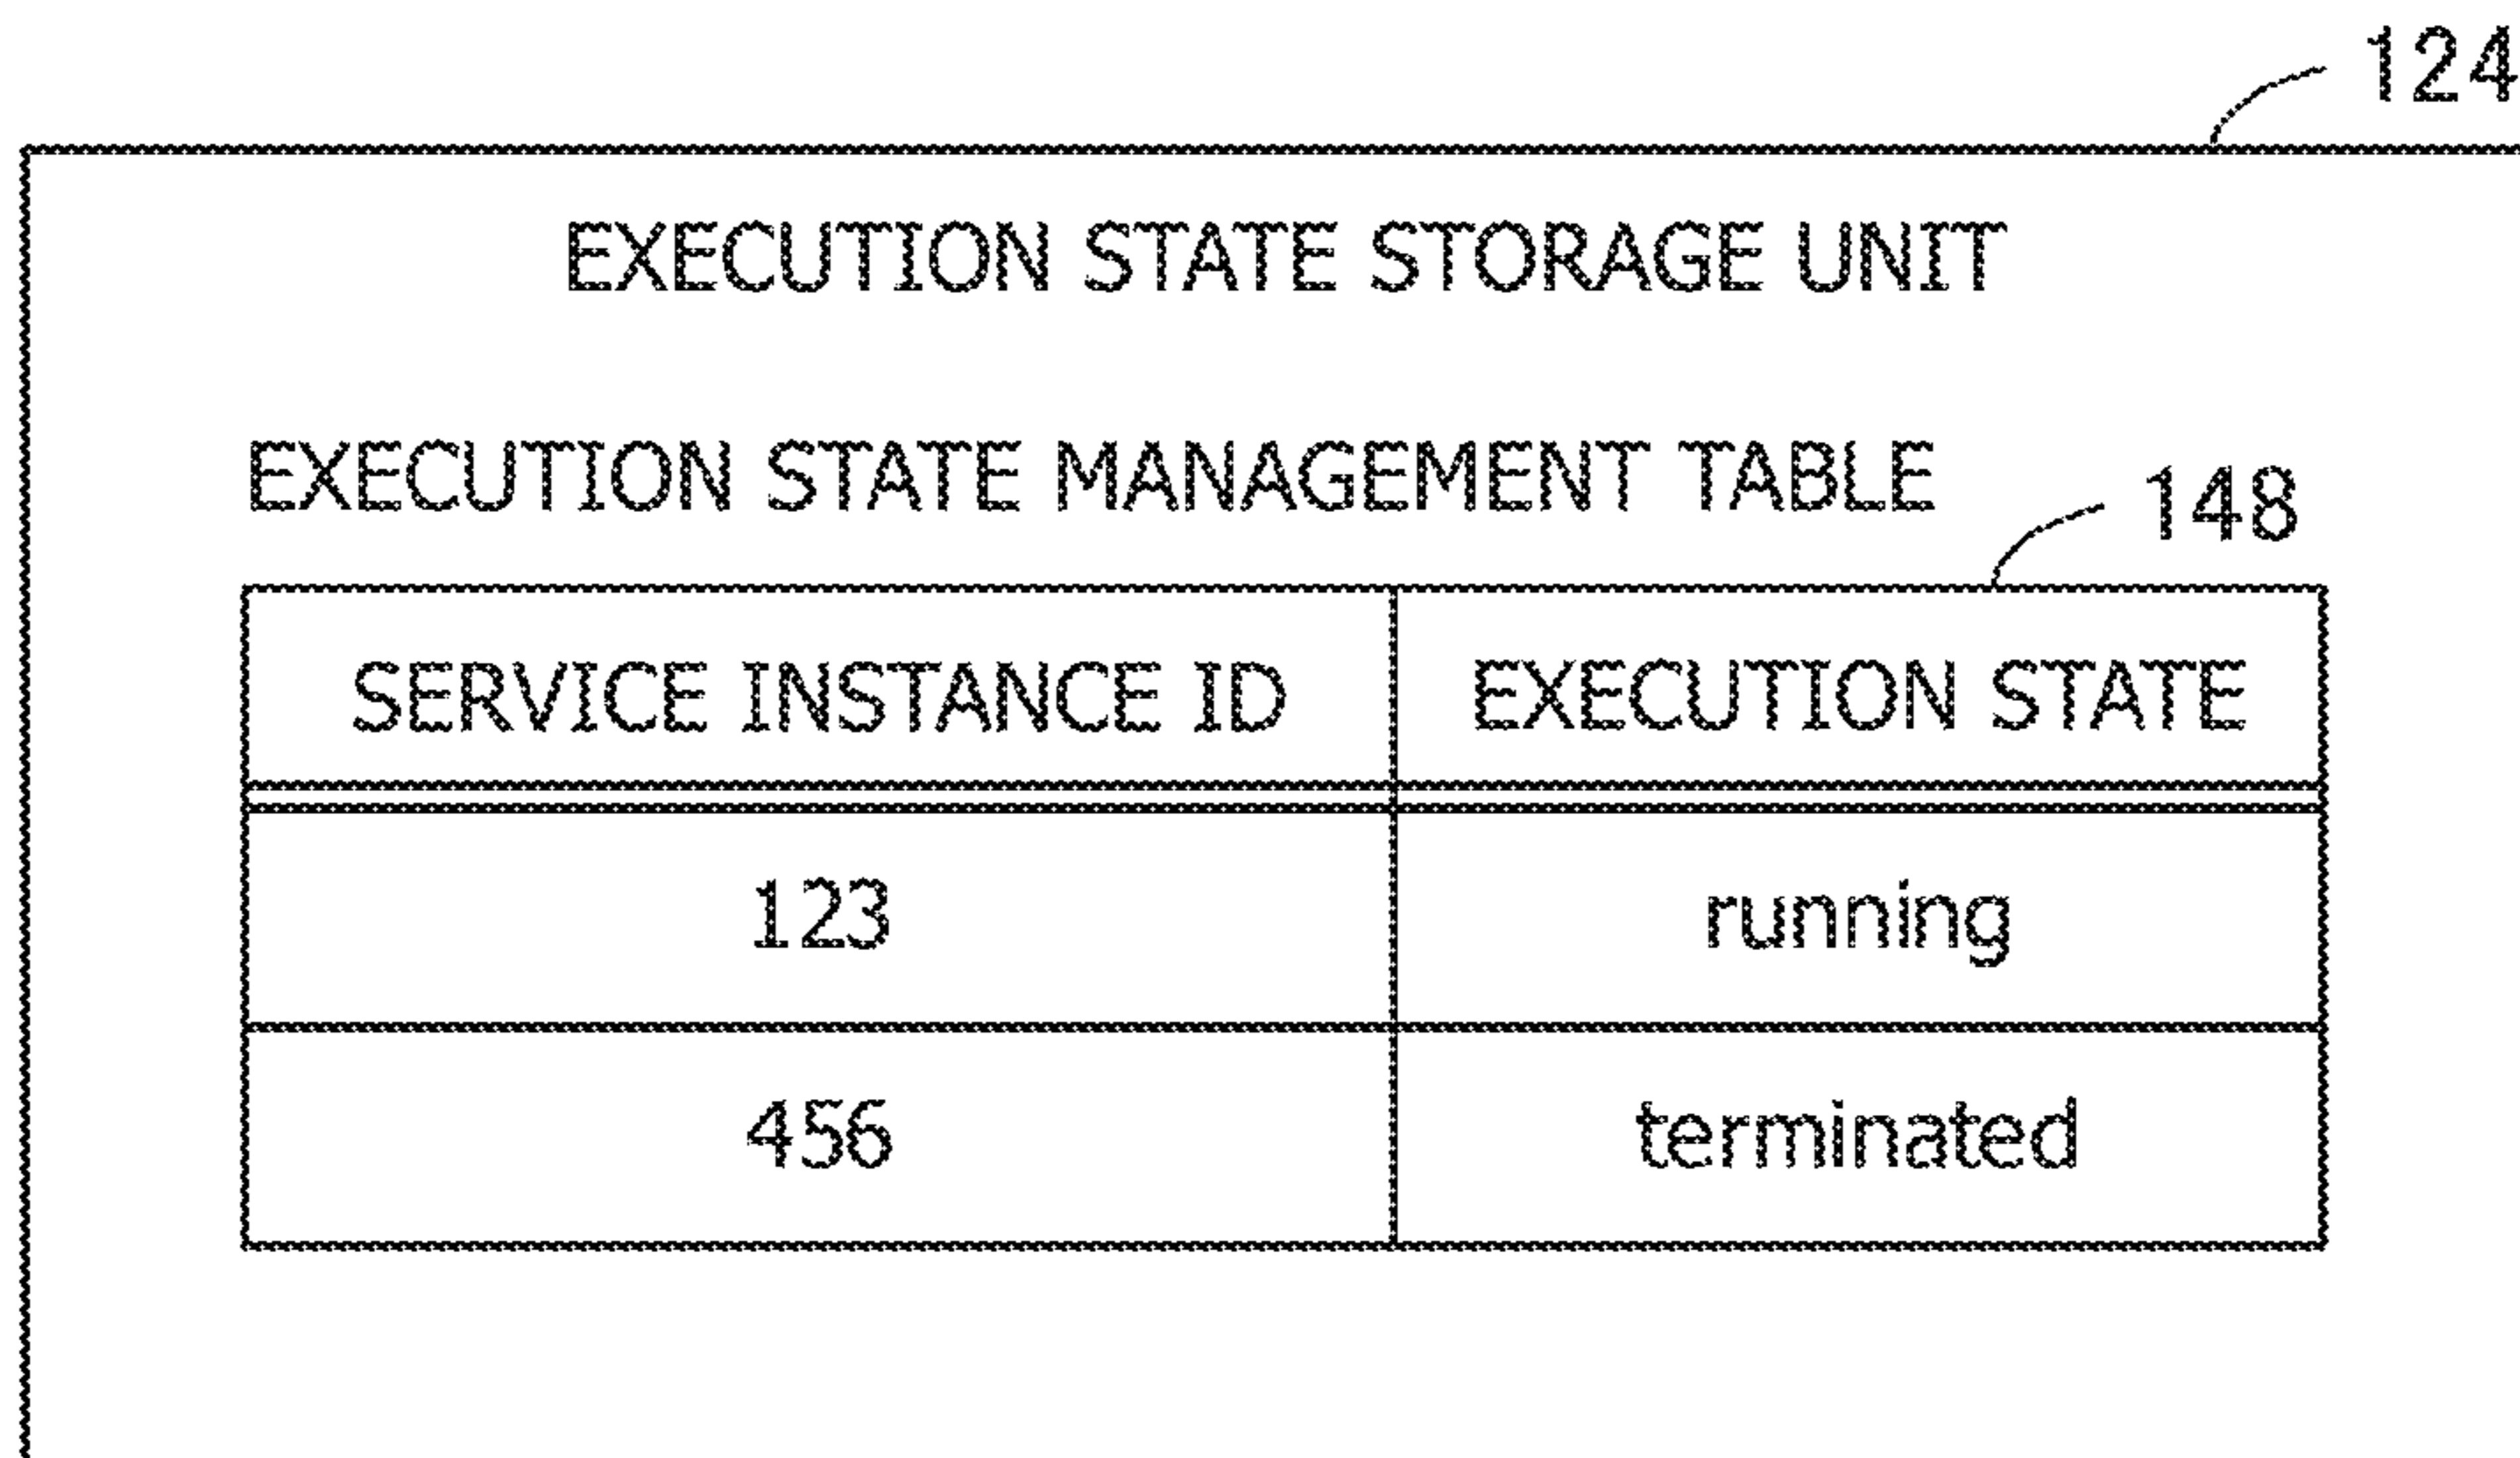 124
EXECUTION STATE STORAGE UNIT
EXECUTION STATE MANAGEMENT TABLE
148
SERVICE INSTANCE ID EXECUTION STATE
123 running
456 terminated